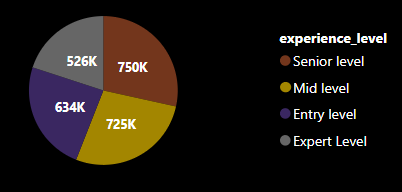 526K
750K
634K
725K
experience_level
Senior level
Mid level
Entry level
Expert Level